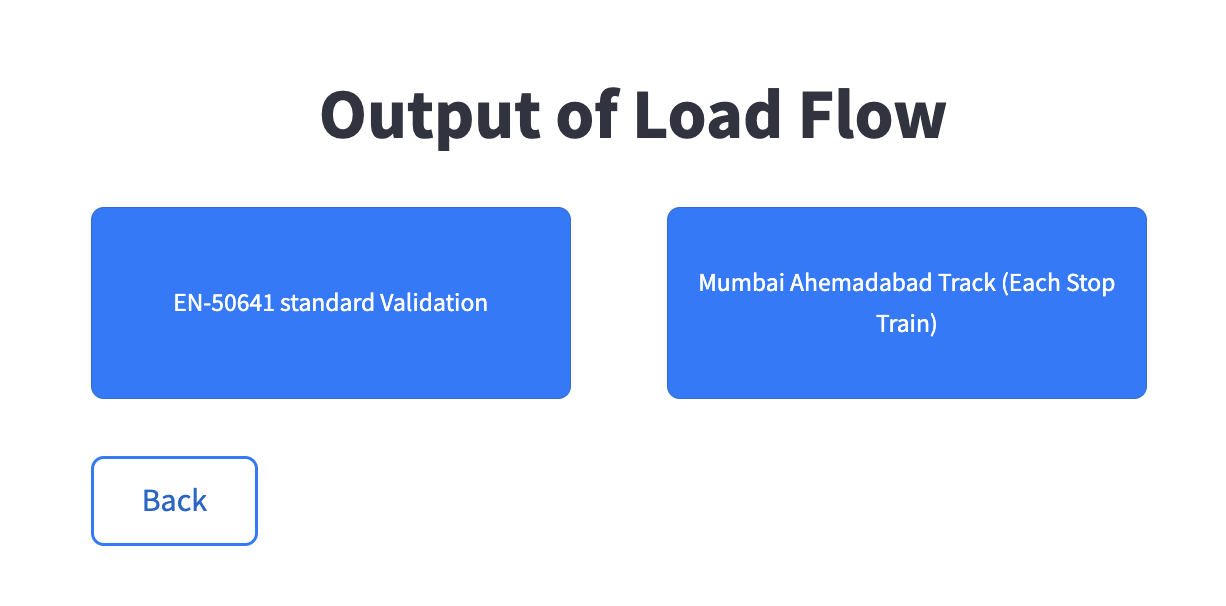 Output of Load Flow
EN-50641 standard Validation
Mumbai Ahemadabad Track (Each Stop
Train)
Back